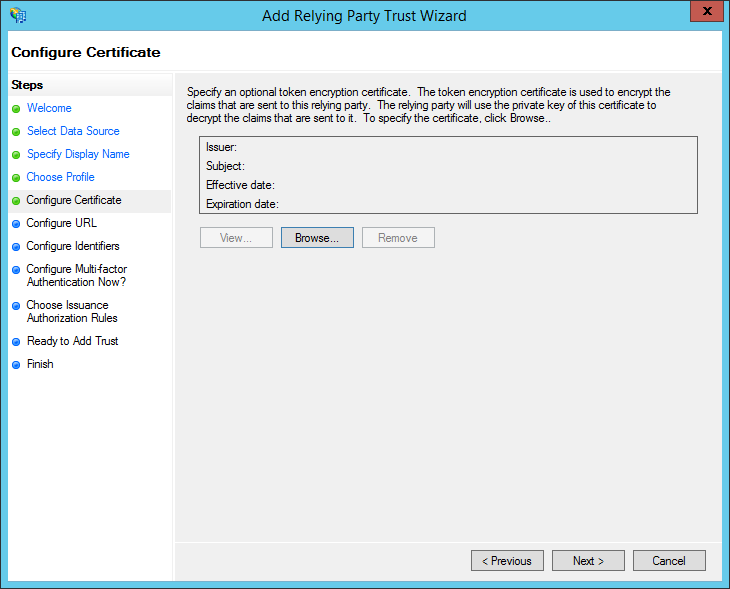 Add Relying Party Trust Wizard
x
Configure Certificate
Steps
Welcome
Select Data Source
Specify Display Name
Choose Profile
Configure Certificate
Configure URL
Configure Identifiers
Configure Multi-factor
Authentication Now?
Choose Issuance
Authorization Rules
Ready to Add Trust
Finish
Specify an optional token encryption certificate.  The token encryption certificate is used to encrypt the
claims that are sent to this relying party.  The relying party will use the private key of this certificate to
decrypt the claims that are sent to it.  To specify the certificate, click Browse..
Issuer:
Subject:
Effective date:
Expiration date:
View... Browse... Remove
< Previous Next > Cancel